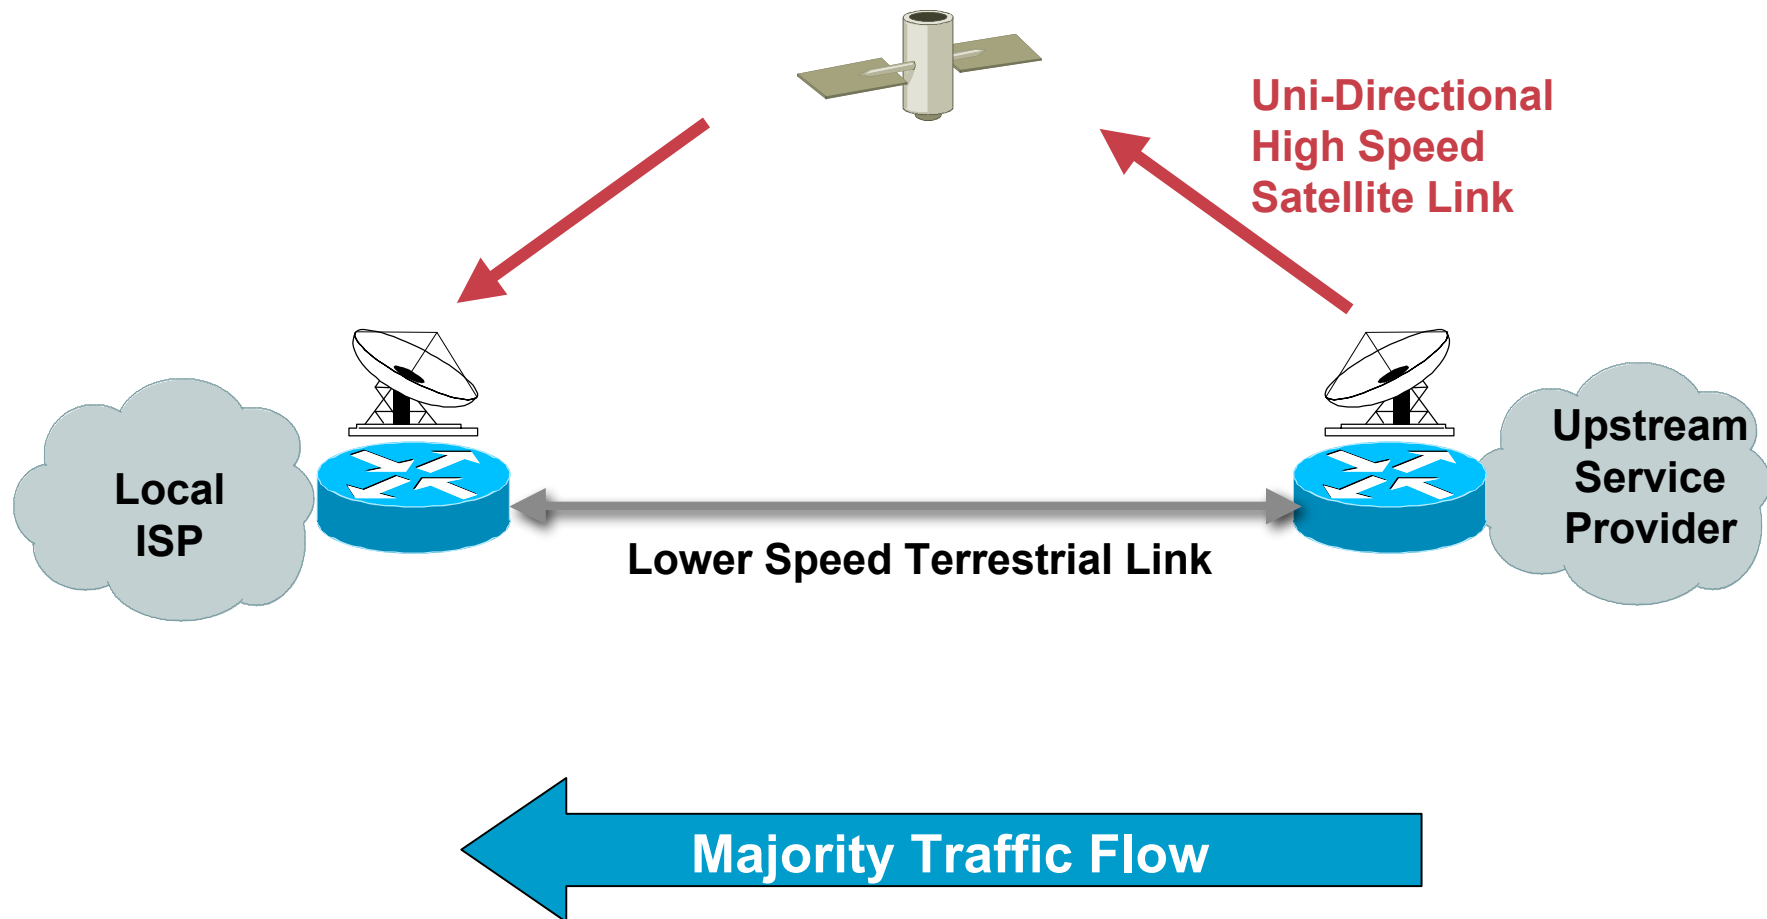 Uni-Directional
High Speed
Satellite Link
Local
ISP
Upstream
Service
Provider
Lower Speed Terrestrial Link
Majority Traffic Flow